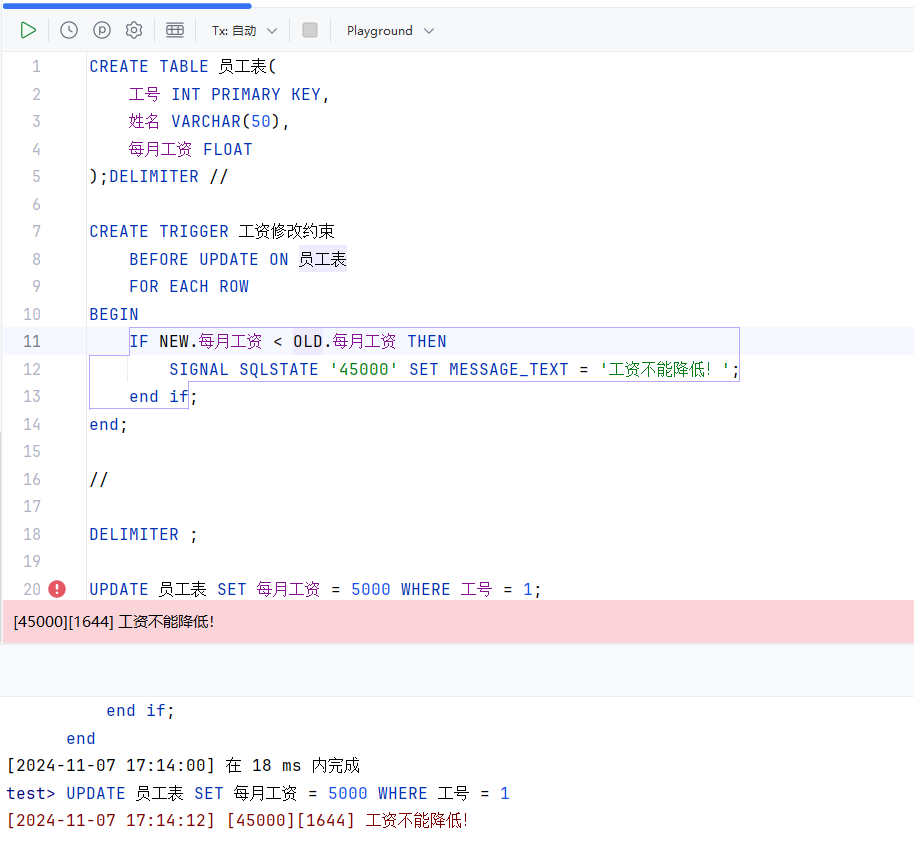 Tx: 自动 Playground
1 CREATE TABLE 员工表(
2 工号 INT PRIMARY KEY,
3 姓名 VARCHAR(50),
4 每月工资 FLOAT
5 );DELIMITER //
6
7 CREATE TRIGGER 工资修改约束
8 BEFORE UPDATE ON 员工表
9 FOR EACH ROW
10 BEGIN
11 IF NEW.每月工资 < OLD.每月工资 THEN
12 SIGNAL SQLSTATE '45000' SET MESSAGE_TEXT = '工资不能降低！';
13 end if;
14 end;
15
16 //
17
18 DELIMITER ;
19
20 UPDATE 员工表 SET 每月工资 = 5000 WHERE 工号 = 1;
[45000][1644] 工资不能降低！
end if;
end
[2024-11-07 17:14:00] 在 18 ms 内完成
test> UPDATE 员工表 SET 每月工资 = 5000 WHERE 工号 = 1
[2024-11-07 17:14:12] [45000][1644] 工资不能降低！